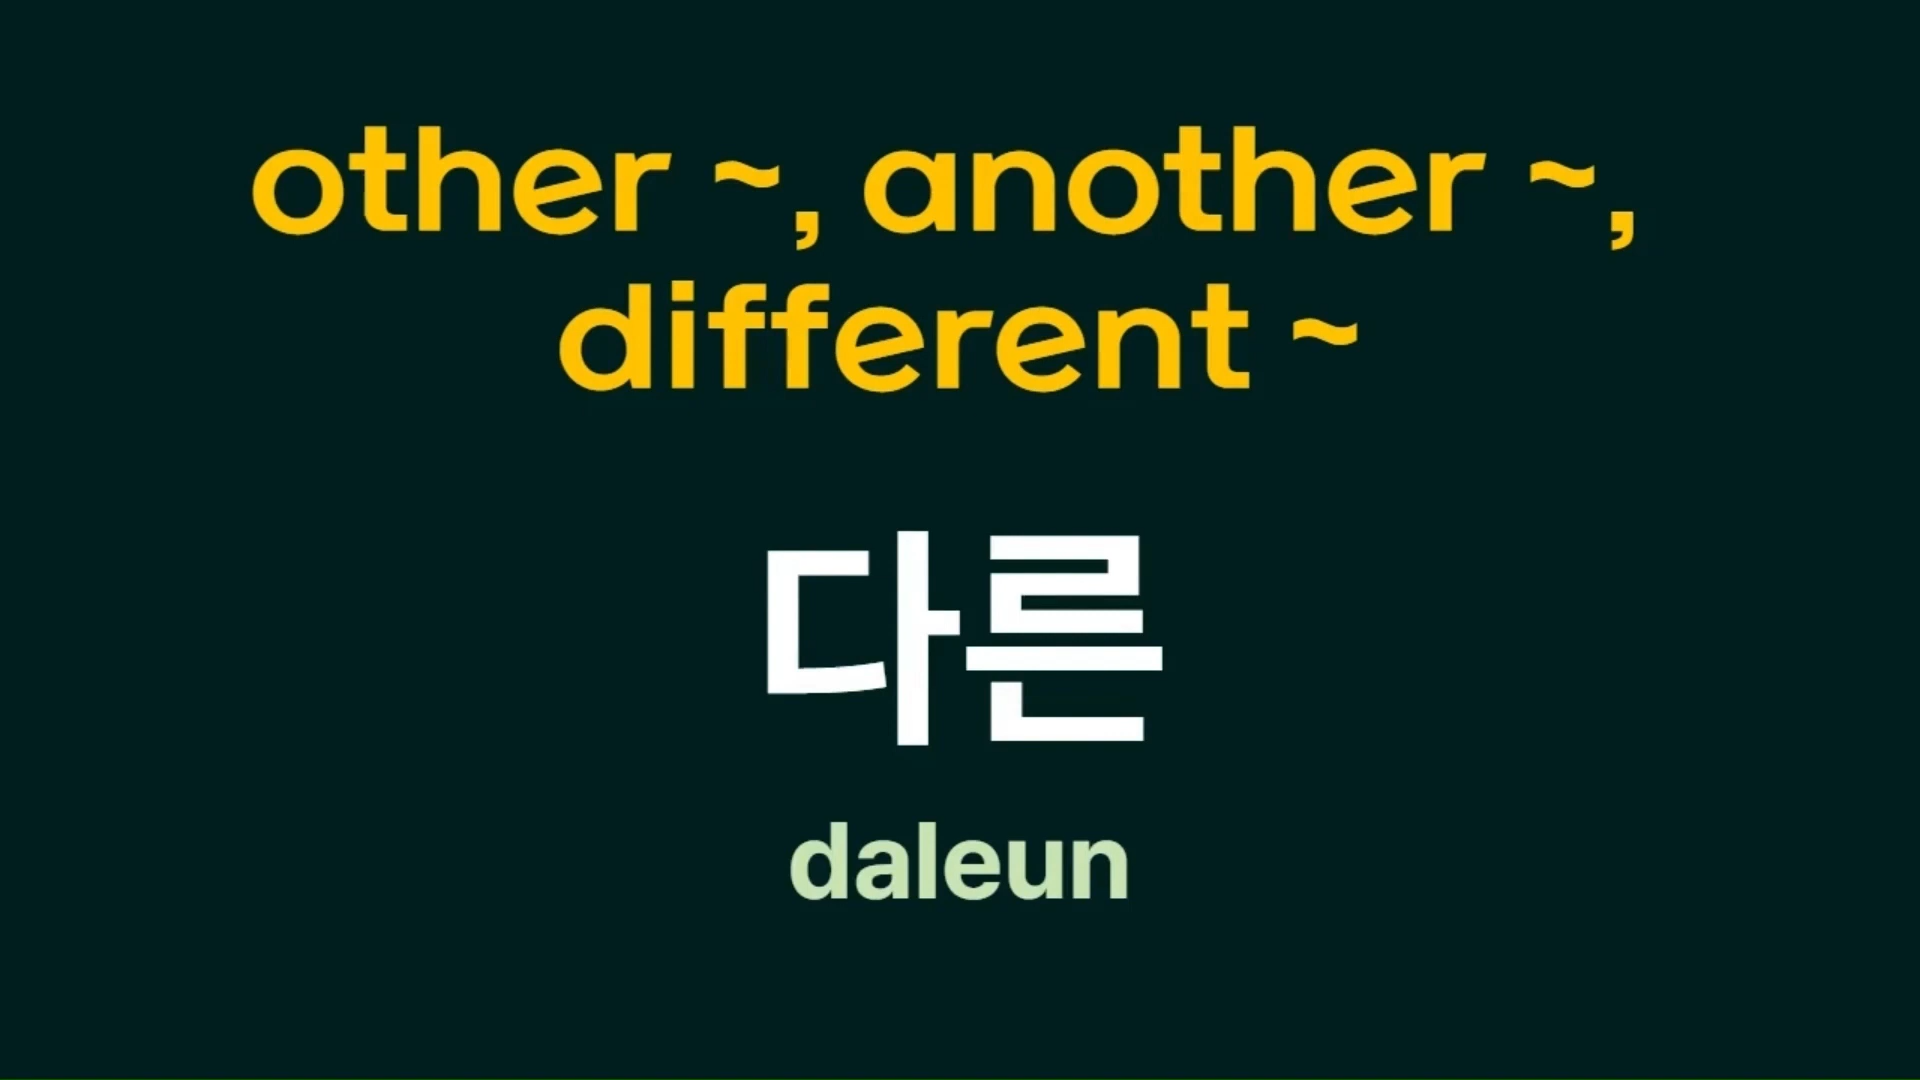 other ~, another ~,
different ~
다른
daleun